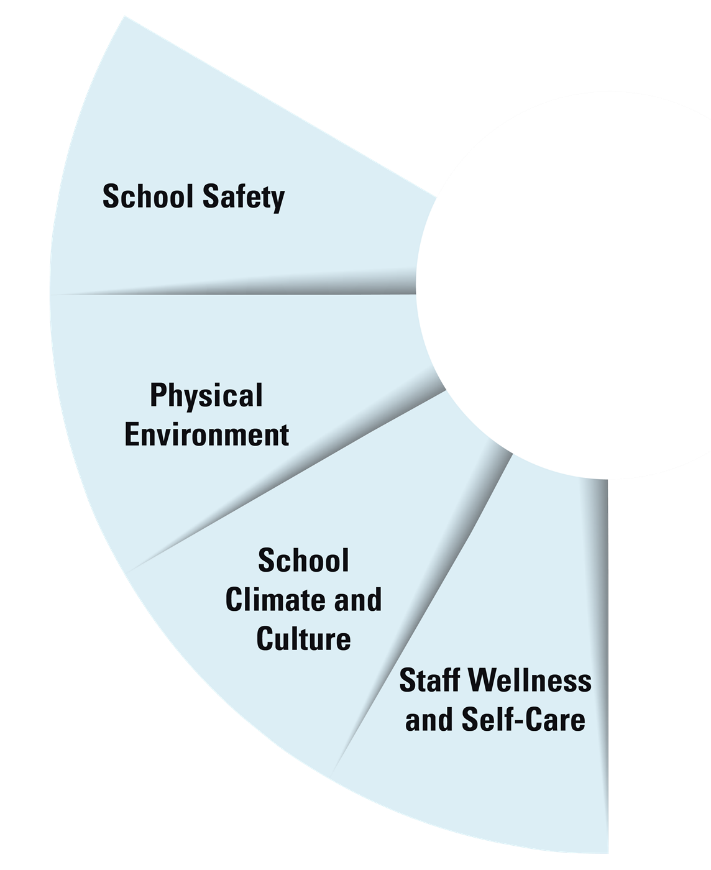 School Safety
Physical
Environment
School
Climate and
Culture
Staff Wellness
and Self-Care